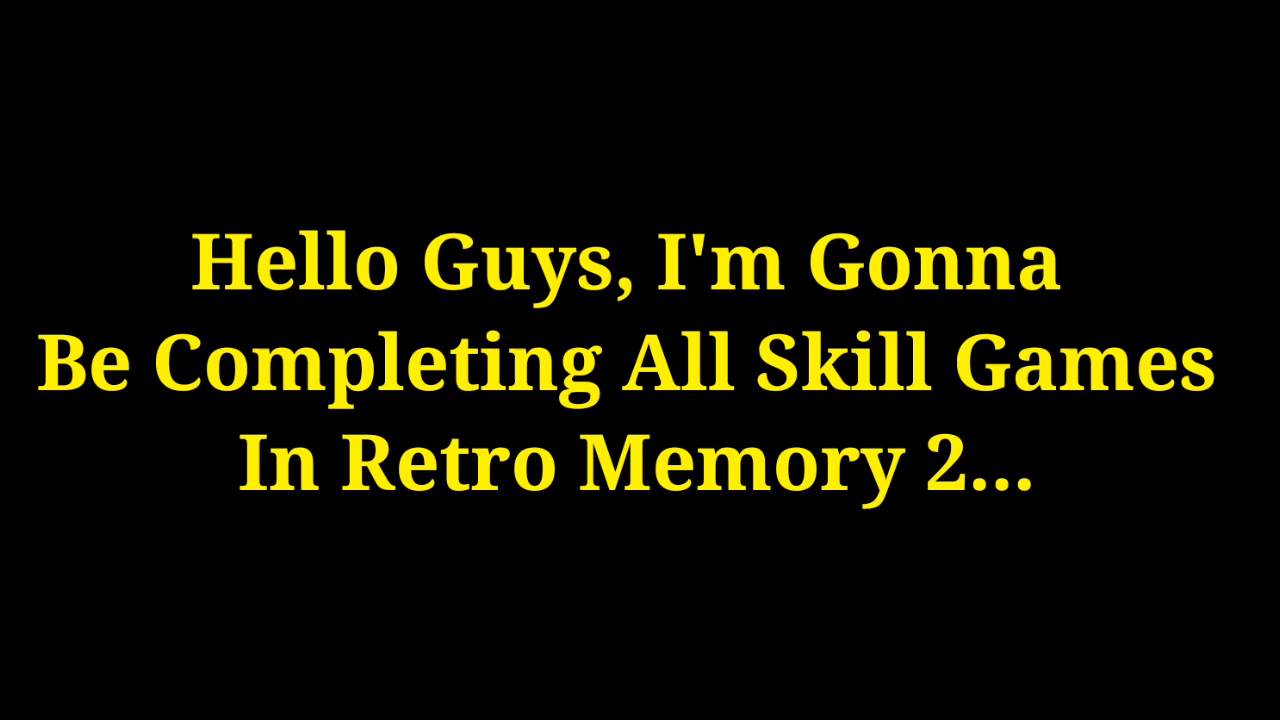 Hello Guys, I'm Gonna
Be Completing All Skill Games
In Retro Memory 2...